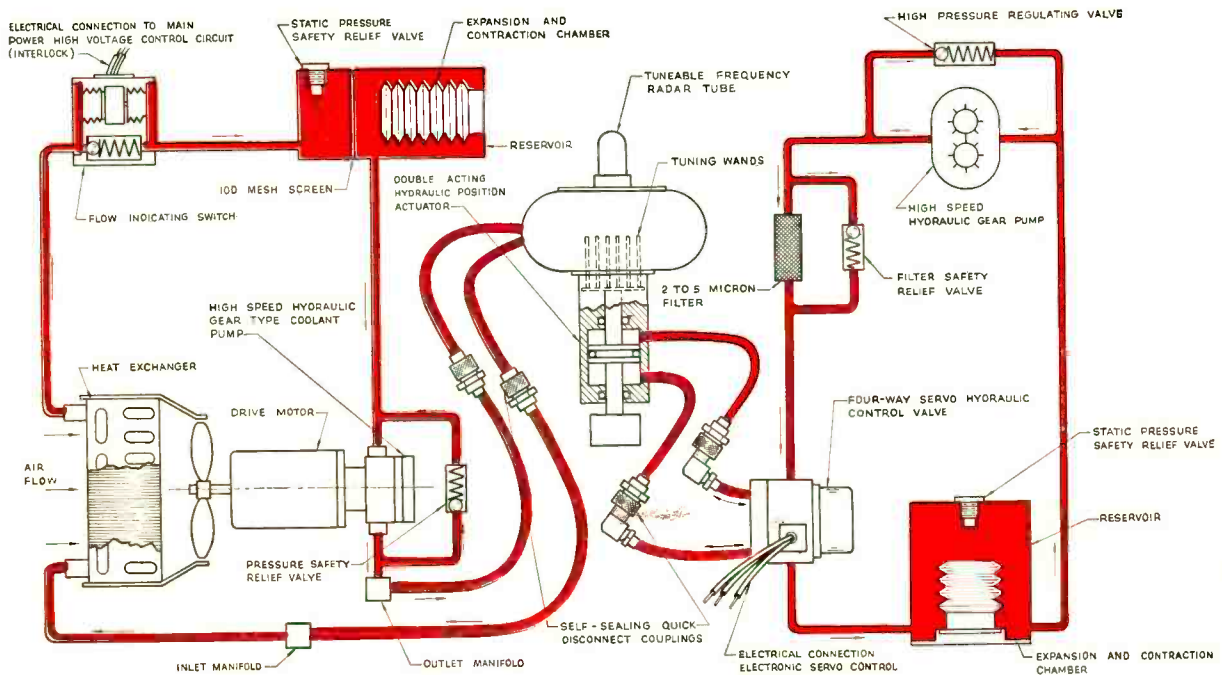 ELECTRICAL CONNECTION TO MAIN
POWER HIGH VOLTAGE CONTROL CIRCUIT
(INTERLOCK)
STATIC PRESSURE
SAFETY RELIEF VALVE
EXPANSION AND
CONTRACTION CHAMBER
HIGH PRESSURE REGULATING VALVE
TUNEABLE FREQUENCY
RADAR TUBE
RESERVOIR
TUNING WANDS
100 MESH SCREEN
DOUBLE ACTING
HYDRAULIC POSITION
ACTUATOR
FLOW INDICATING SWITCH
HIGH SPEED
HYDRAULIC GEAR PUMP
2 TO 5 MICRON
FILTER
FILTER SAFETY
RELIEF VALVE
HIGH SPEED HYDRAULIC
GEAR TYPE COOLANT
PUMP
HEAT EXCHANGER
DRIVE MOTOR
FOUR-WAY SERVO HYDRAULIC
CONTROL VALVE
STATIC PRESSURE
SAFETY RELIEF VALVE
AIR
FLOW
RESERVOIR
PRESSURE SAFETY
RELIEF VALVE
SELF-SEALING QUICK
DISCONNECT COUPLINGS
INLET MANIFOLD
OUTLET MANIFOLD
ELECTRICAL CONNECTION
ELECTRONIC SERVO CONTROL
EXPANSION AND CONTRACTION
CHAMBER